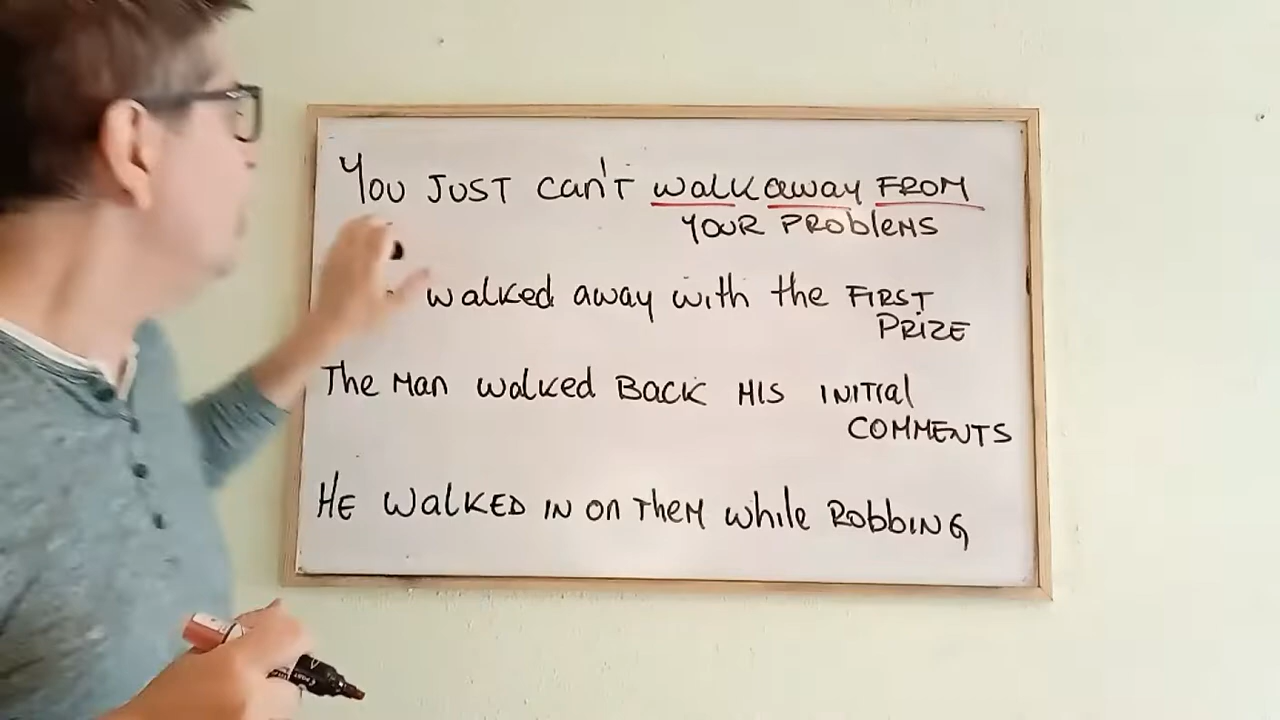 You JUST can't walk away FROM
YOUR PROblems
walked away with the FIRST
PRIZE
The Man walked BACK HIS INITIAL
COMMENTS
HE WALKED IN on Them while RobbING